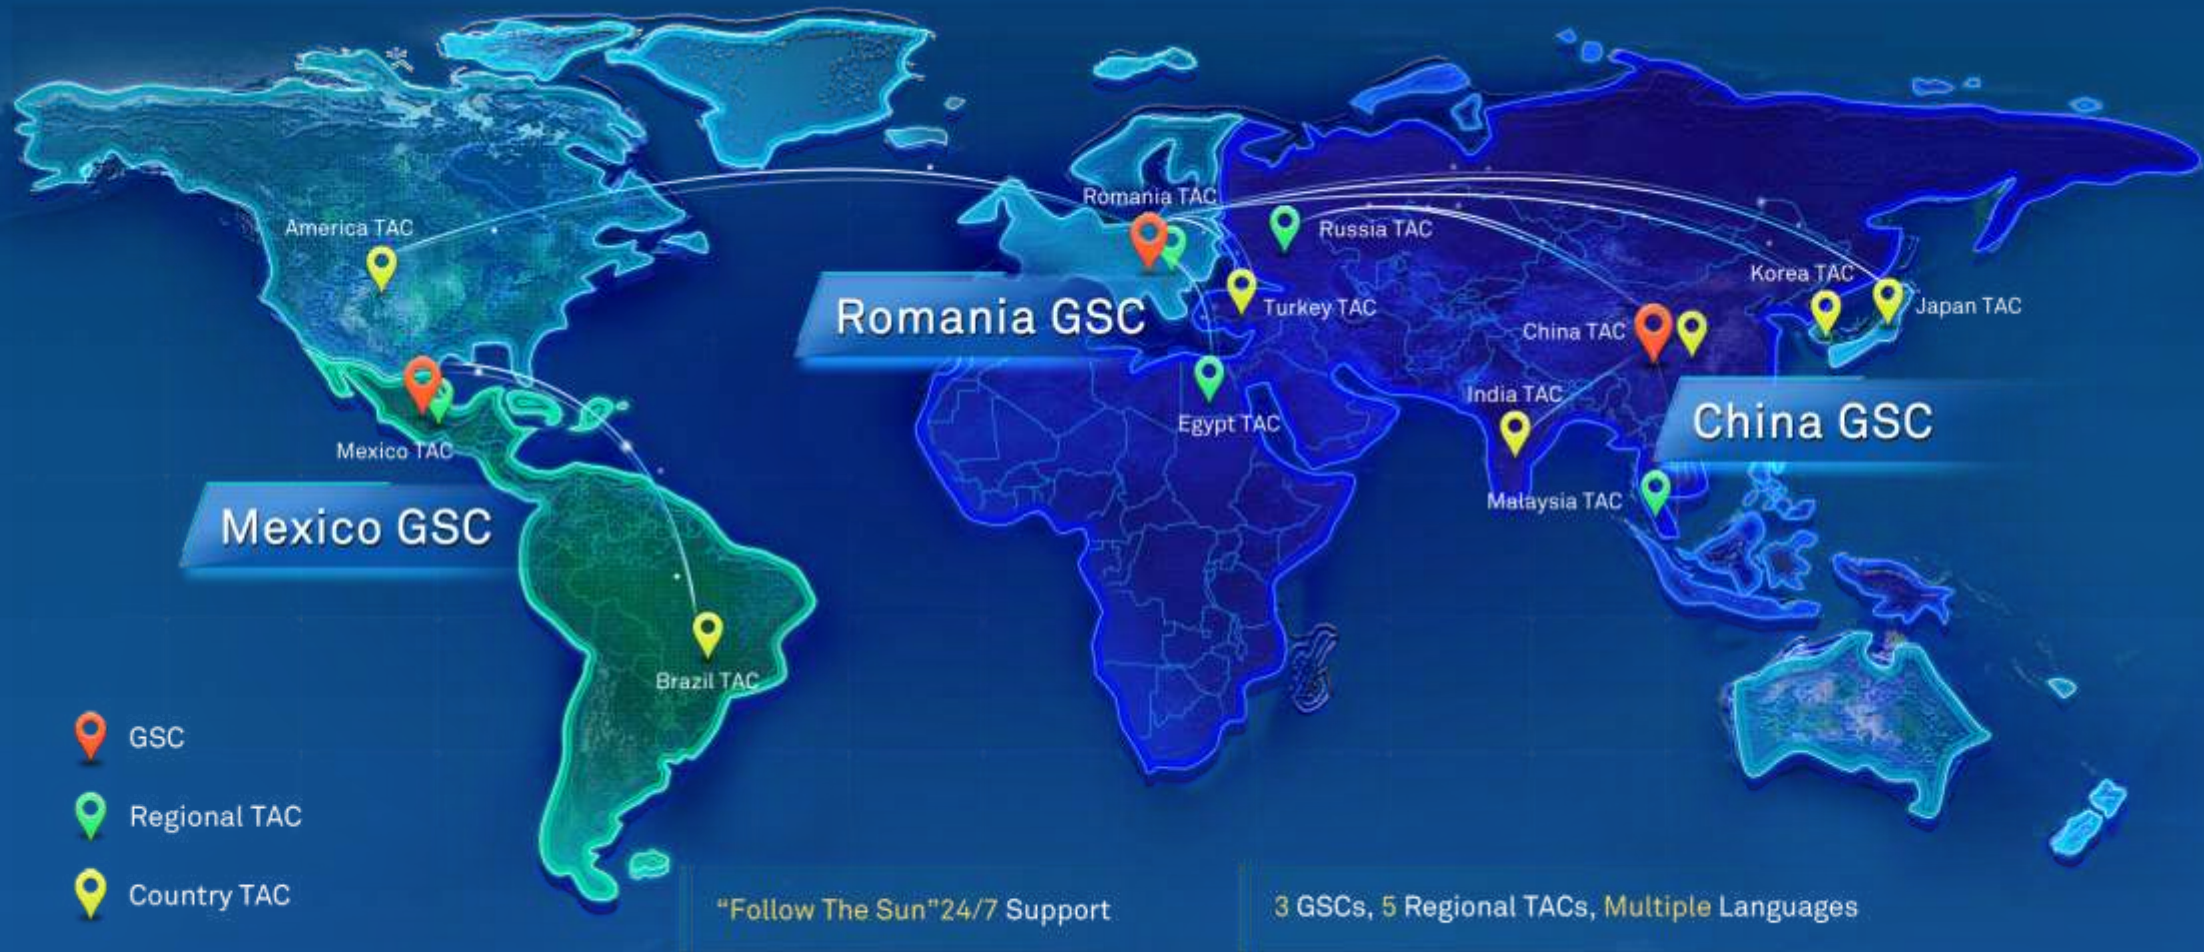 Romania TAC
America TAC
Russia TAC
Korea TAC
Turkey TAC
Japan TAC
Romania GSC
China TAC
India TAC
Egypt TAC
China GSC
Mexico TAC
Malaysia TAC
Mexico GSC
Brazil TAC
GSC
Regional TAC
Country TAC
“Follow The Sun”24/7 Support
3 GSCs, 5 Regional TACs, Multiple Languages